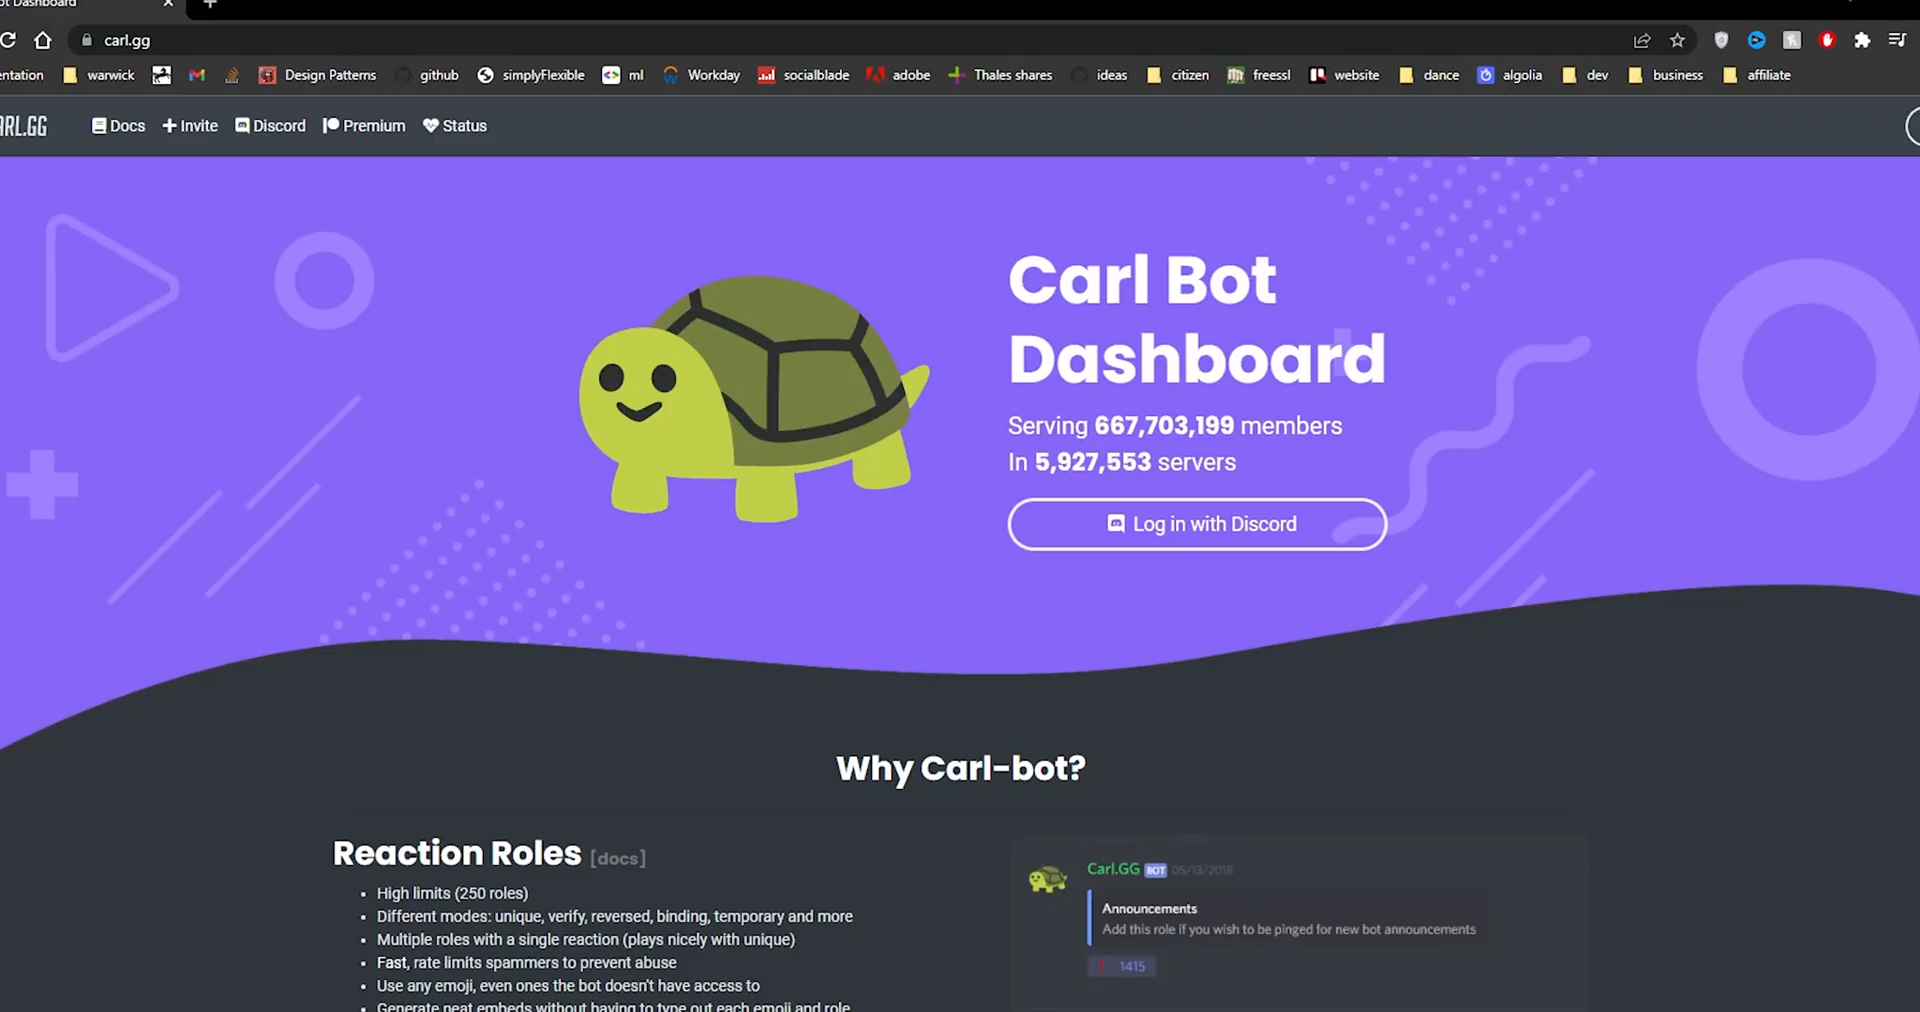 Dashboard
carl.gg
entation warwick Design Patterns github simplyFlexible ml Workday socialblade adobe Thales shares ideas citizen freessl website dance algolia dev business affiliate
ARL.GG Docs Invite Discord Premium Status
Carl Bot
Dashboard
Serving 667,703,199 members
In 5,927,553 servers
Log in with Discord
Why Carl-bot?
Reaction Roles [docs]
• High limits (250 roles)
• Different modes: unique, verify, reversed, binding, temporary and more
• Multiple roles with a single reaction (plays nicely with unique)
• Fast, rate limits spammers to prevent abuse
• Use any emoji, even ones the bot doesn't have access to
• Generate neat embeds without having to type out each emoji and role
Carl.GG BOT 05/13/2018
Announcements
Add this role if you wish to be pinged for new bot announcements
1415